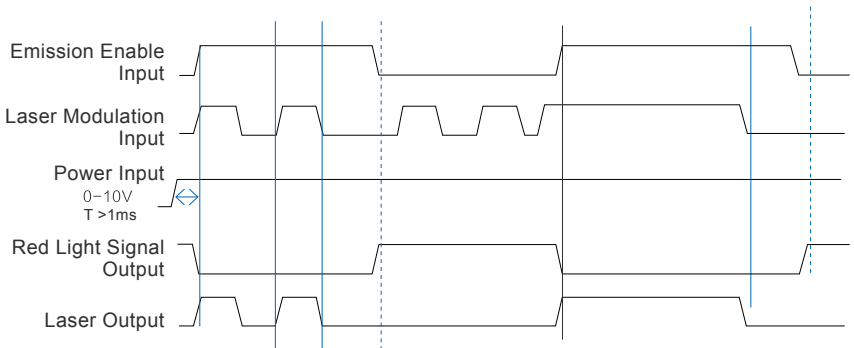 Emission Enable
Input
Laser Modulation
Input
Power Input
0-10V
T >1ms
Red Light Signal
Output
Laser Output